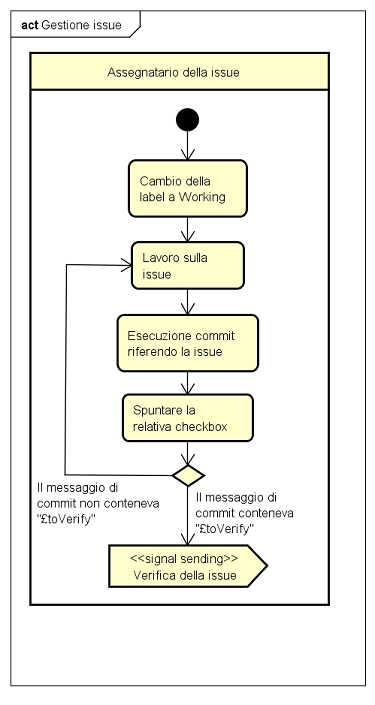 act Gestione issue
Assegnatario della issue
Cambio della
label a Working
Lavoro sulla
issue
Esecuzione commit
riferendo la issue
Spuntare la
relativa checkbox
Il messaggio di
commit non conteneva
"£toVerify"
Il messaggio di
commit conteneva
"£toVerify"
<<signal sending>>
Verifica della issue